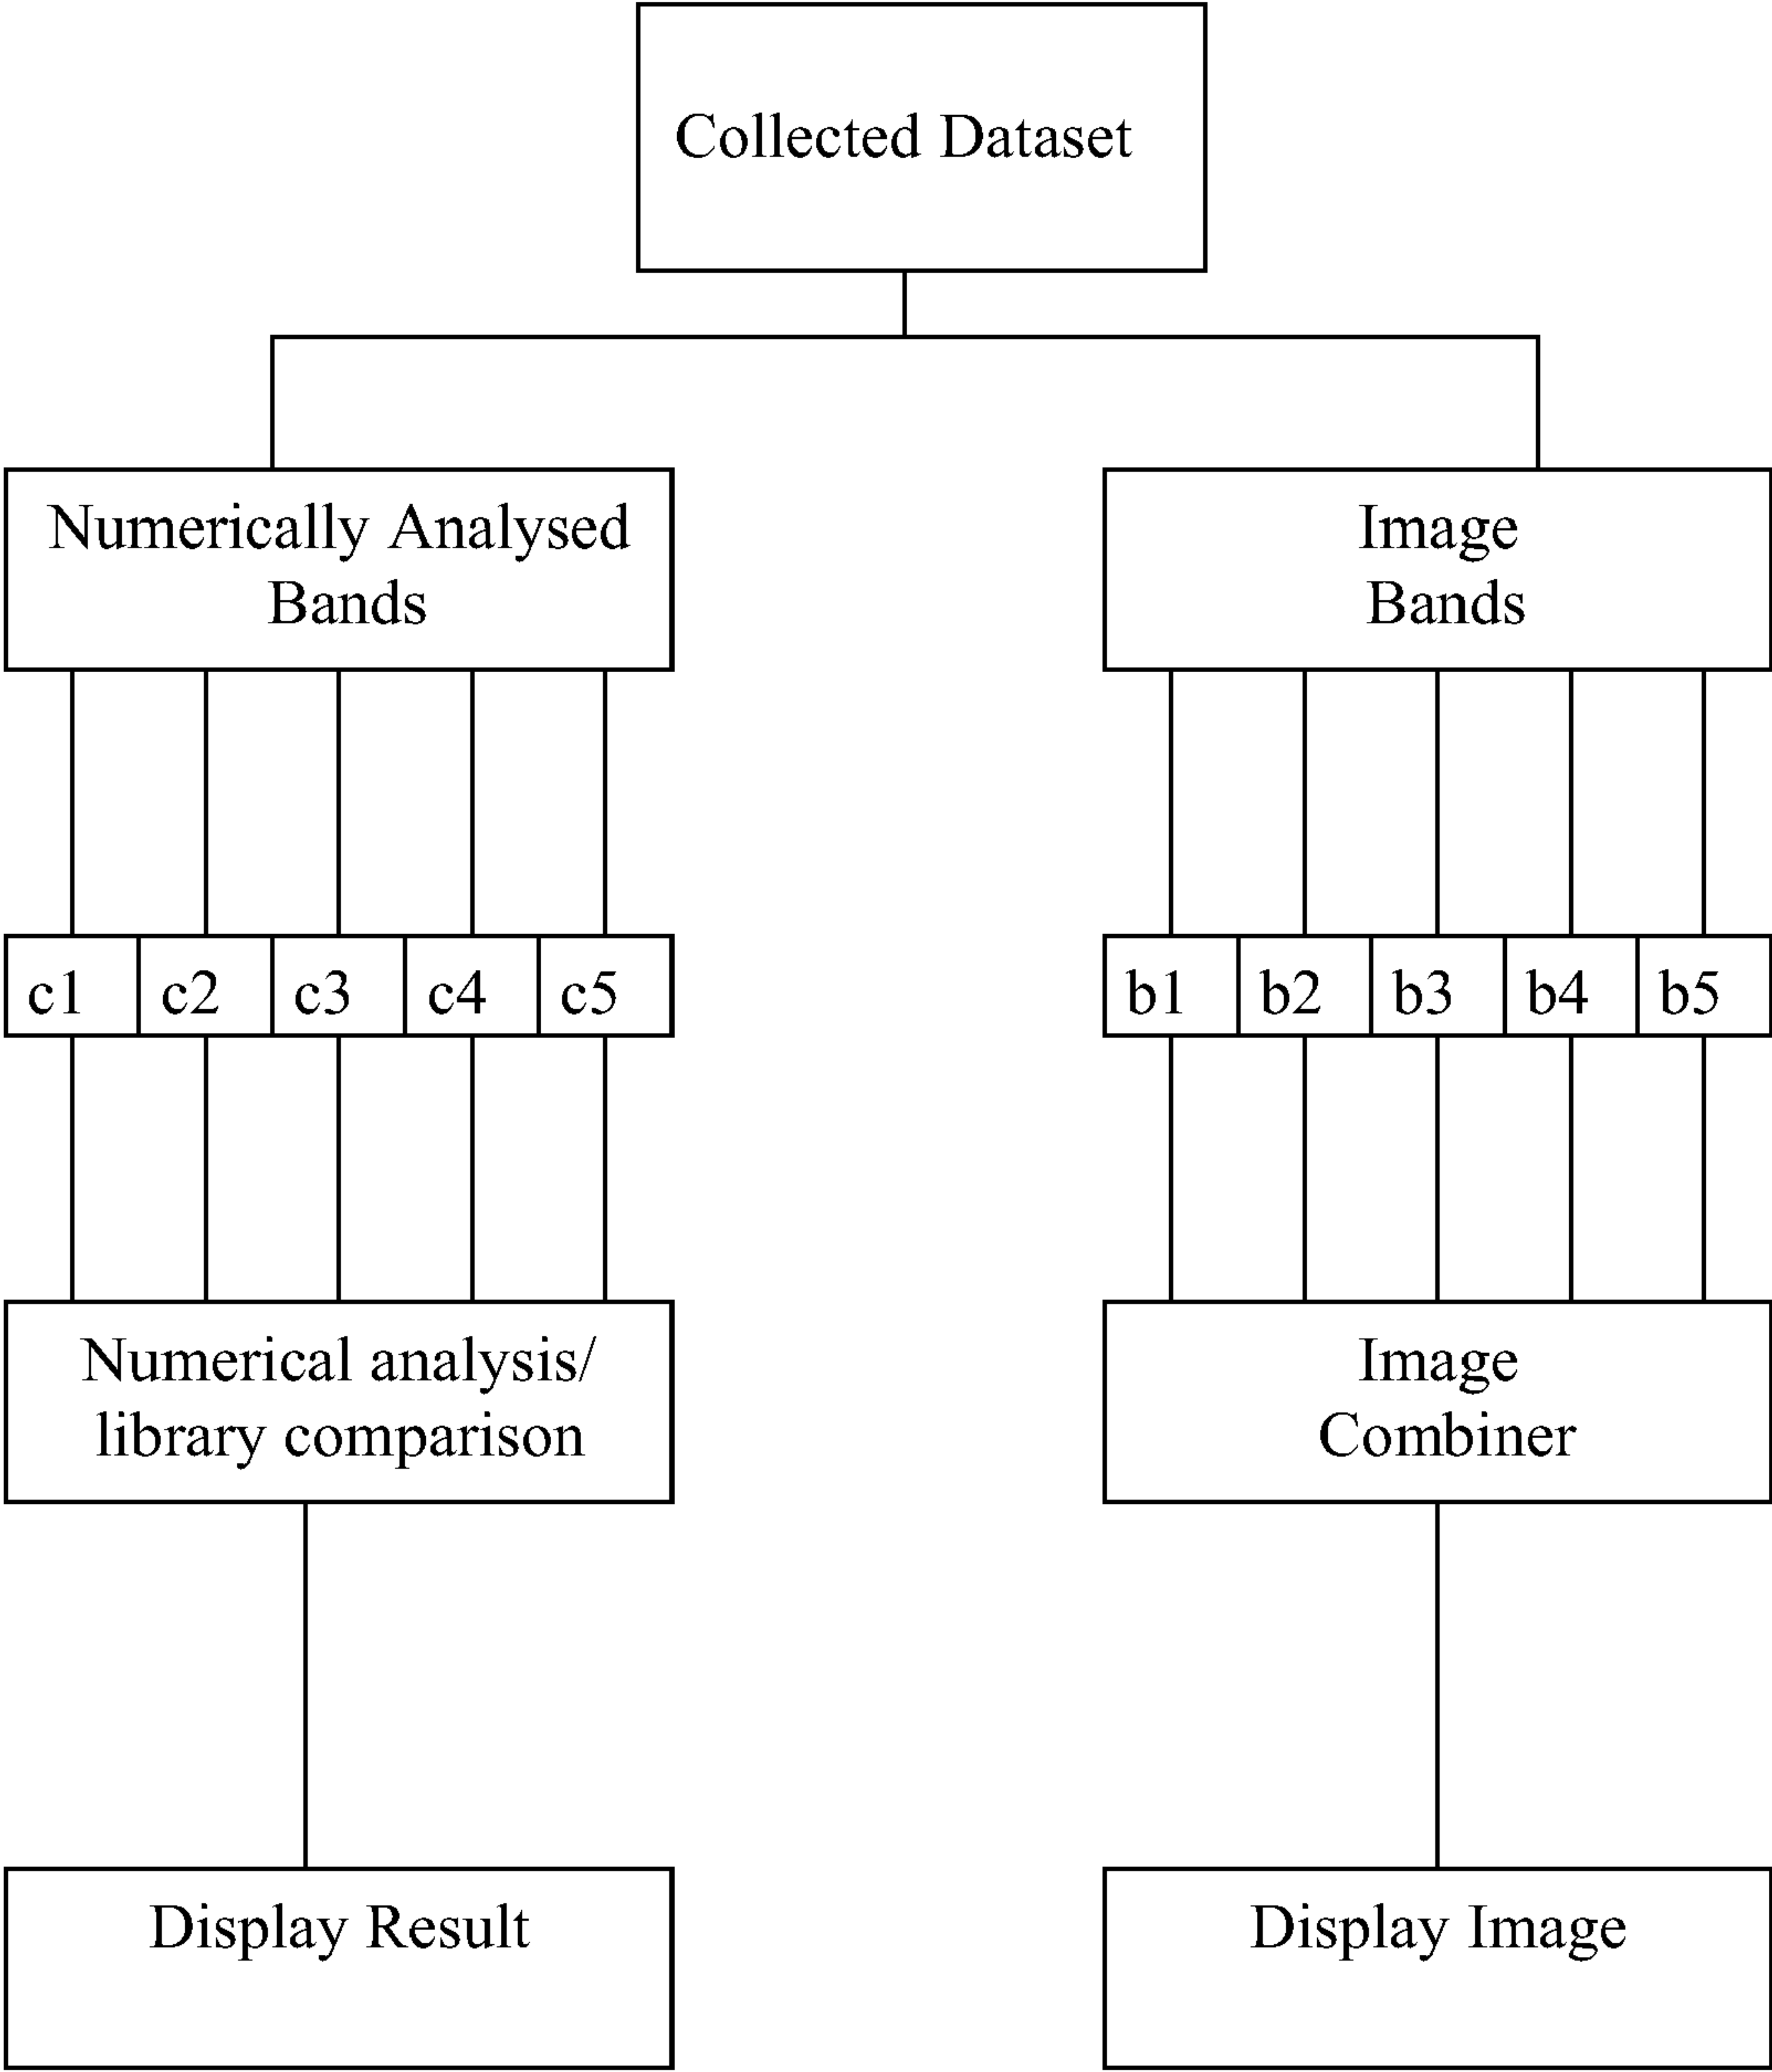 Collected Dataset
Numerically Analysed
Bands
Image
Bands
c1 c2 c3 c4 c5
b1 b2 b3 b4 b5
Numerical analysis/
library comparison
Image
Combiner
Display Result
Display Image